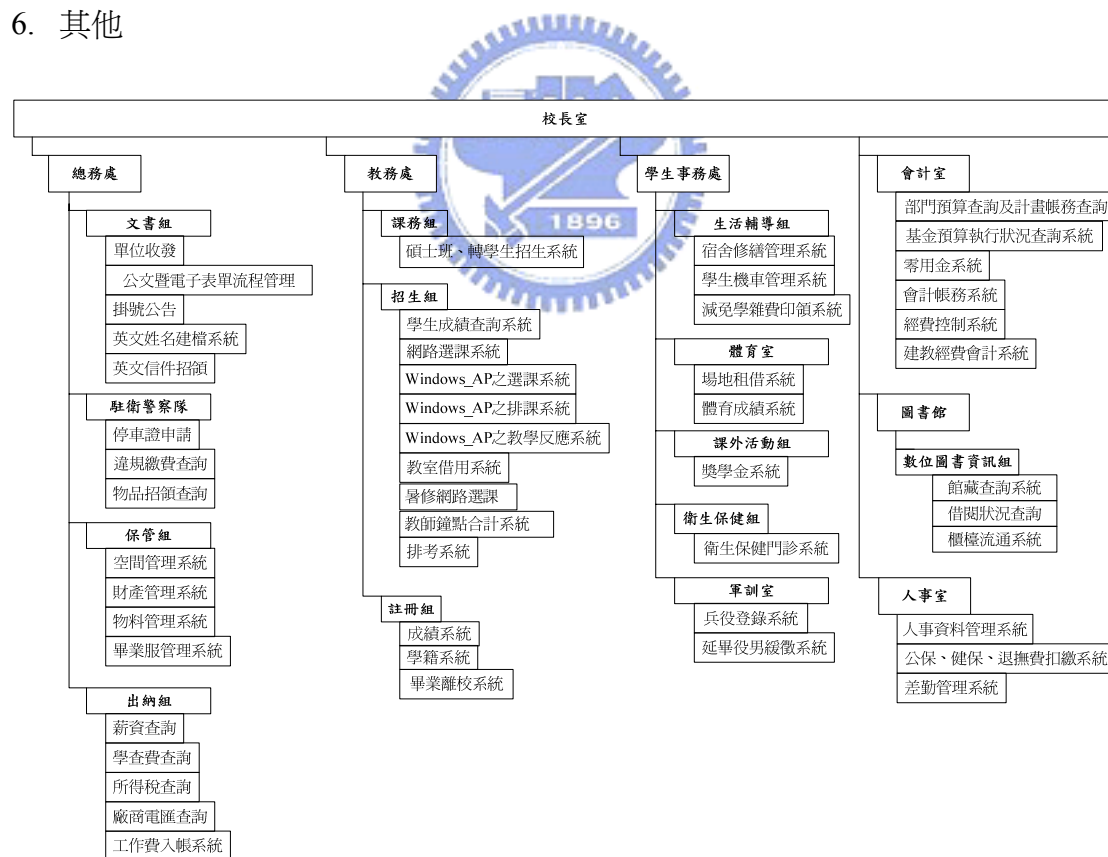 6. 其他
校長室
總務處
文書組
單位收發
公文暨電子表單流程管理
掛號公告
英文姓名建檔系統
英文信件招領
駐衛警察隊
停車證申請
違規繳費查詢
物品招領查詢
保管組
空間管理系統
財產管理系統
物料管理系統
畢業服管理系統
出納組
薪資查詢
學查費查詢
所得稅查詢
廠商電匯查詢
工作費入帳系統
教務處
課務組
碩士班、轉學生招生系統
招生組
學生成績查詢系統
網路選課系統
Windows_AP之選課系統
Windows_AP之排課系統
Windows_AP之教學反應系統
教室借用系統
暑修網路選課
教師鐘點合計系統
排考系統
註冊組
成績系統
學籍系統
畢業離校系統
學生事務處
生活輔導組
宿舍修繕管理系統
學生機車管理系統
減免學雜費印領系統
體育室
場地租借系統
體育成績系統
課外活動組
獎學金系統
衛生保健組
衛生保健門診系統
軍訓室
兵役登錄系統
延畢役男緩徵系統
會計室
部門預算查詢及計畫帳務查詢
基金預算執行狀況查詢系統
零用金系統
會計帳務系統
經費控制系統
建教經費會計系統
圖書館
數位圖書資訊組
館藏查詢系統
借閱狀況查詢
櫃檯流通系統
人事室
人事資料管理系統
公保、健保、退撫費扣繳系統
差勤管理系統
1896